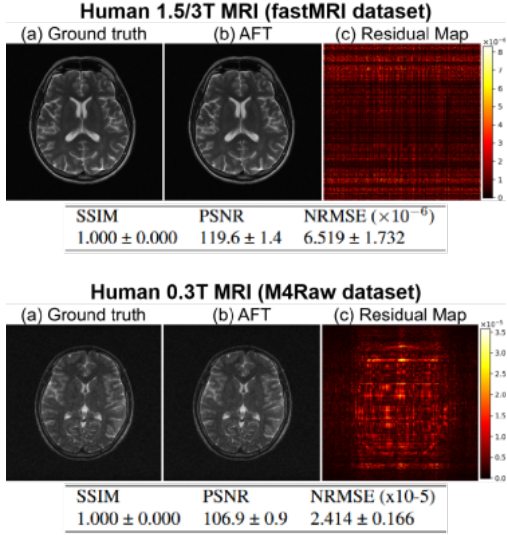 Human 1.5/3T MRI (fastMRI dataset)
(a) Ground truth (b) AFT (c) Residual Map
×10⁻⁶
8
7
6
5
4
3
2
1
0
SSIM PSNR NRMSE (×10⁻⁶)
1.000 ± 0.000 119.6 ± 1.4 6.519 ± 1.732
Human 0.3T MRI (M4Raw dataset)
(a) Ground truth (b) AFT (c) Residual Map
×10⁻⁵
3.5
3.0
2.5
2.0
1.5
1.0
0.5
0.0
SSIM PSNR NRMSE (x10-5)
1.000 ± 0.000 106.9 ± 0.9 2.414 ± 0.166